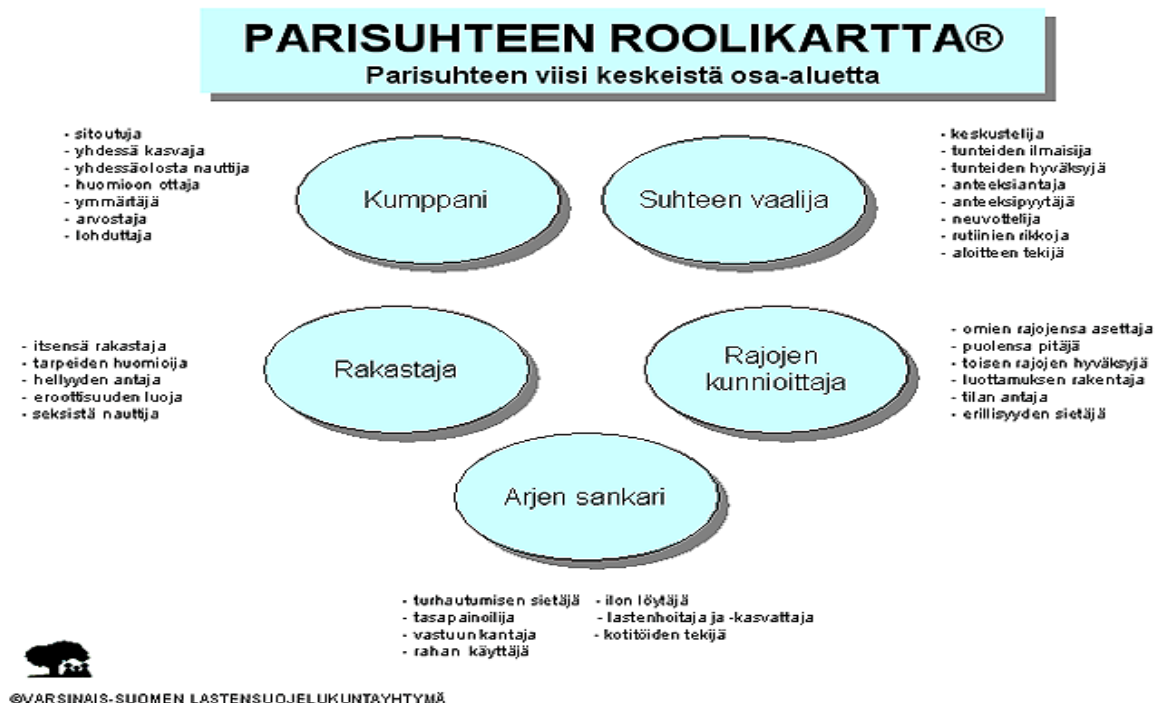 PARISUHTEEN ROOLIKARTTA®
Parisuhteen viisi keskeistä osa-aluetta
- sitoutuja
- yhdessä kasvaja
- yhdessäolosta nauttija
- huomioon ottaja
- ymmärtäjä
- arvostaja
- lohduttaja
Kumppani
Suhteen vaalija
- keskustelija
- tunteiden ilmaisija
- tunteiden hyväksyjä
- anteeksiantaja
- anteeksipyytäjä
- neuvottelija
- rutiinien rikkoja
- aloitteen tekijä
- itsensä rakastaja
- tarpeiden huomioija
- hellyyden antaja
- eroottisuuden luoja
- seksistä nauttija
Rakastaja
Rajojen
kunnioittaja
- omien rajojensa asettaja
- puolensa pitäjä
- toisen rajojen hyväksyjä
- luottamuksen rakentaja
- tilan antaja
- erillisyyden sietäjä
Arjen sankari
- turhautumisen sietäjä
- tasapainoilija
- vastuun kantaja
- rahan käyttäjä
- ilon löytäjä
- lastenhoitaja ja -kasvattaja
- kotitöiden tekijä
©VARSINAIS-SUOMEN LASTENSUOJELUKUNTAYHTYMÄ